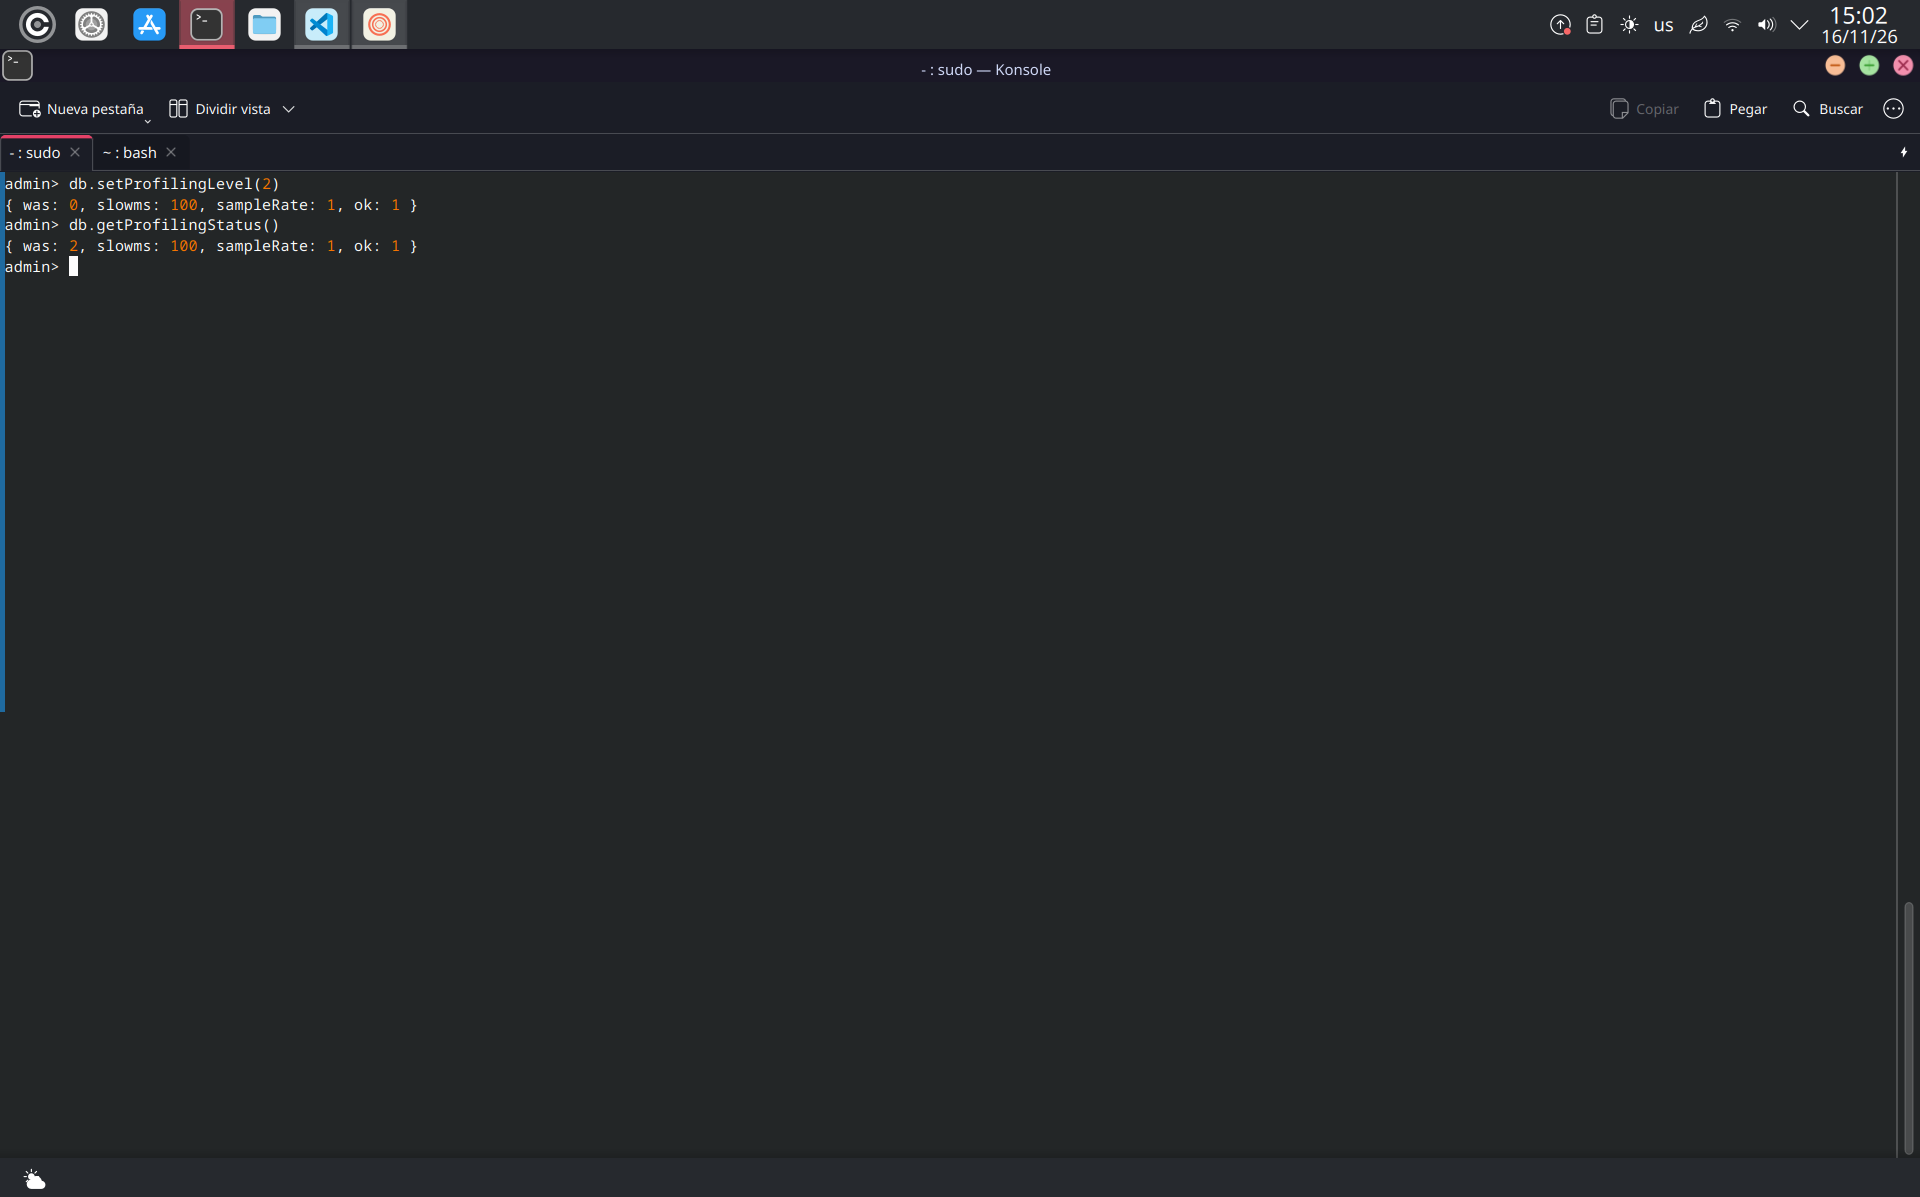 us
15:02
16/11/26
- : sudo — Konsole
Nueva pestaña
Dividir vista
Copiar
Pegar
Buscar
- : sudo
~ : bash
admin> db.setProfilingLevel(2)
{ was: 0, slowms: 100, sampleRate: 1, ok: 1 }
admin> db.getProfilingStatus()
{ was: 2, slowms: 100, sampleRate: 1, ok: 1 }
admin>